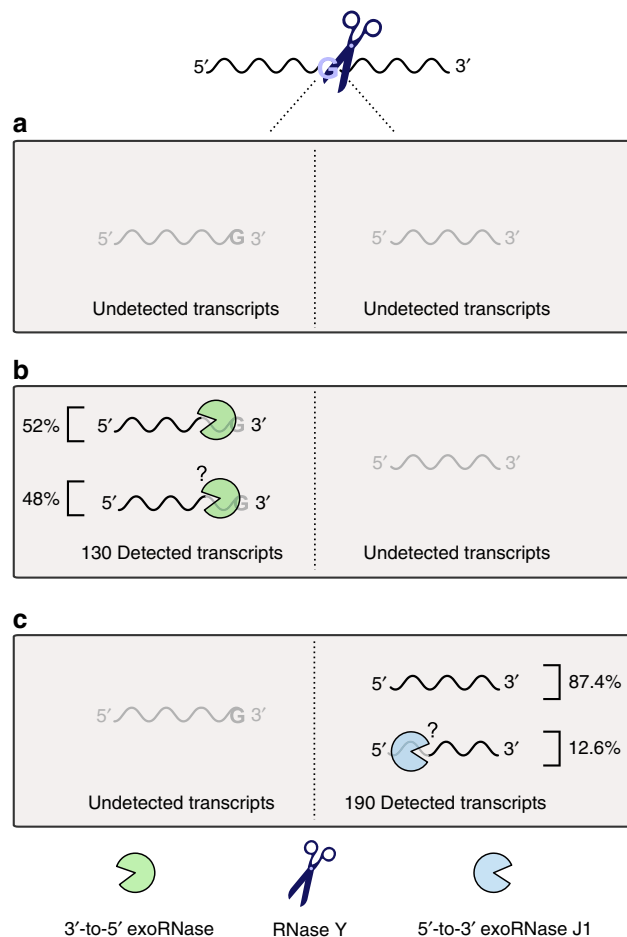 5′ G 3′
a
5′ G 3′ 5′ 3′
Undetected transcripts Undetected transcripts
b
52% 5′ G 3′
5′ 3′
?
48% 5′ G 3′
130 Detected transcripts Undetected transcripts
c
5′ 3′ 87.4%
5′ G 3′
?
5′ 3′ 12.6%
Undetected transcripts 190 Detected transcripts
3′-to-5′ exoRNase RNase Y 5′-to-3′ exoRNase J1